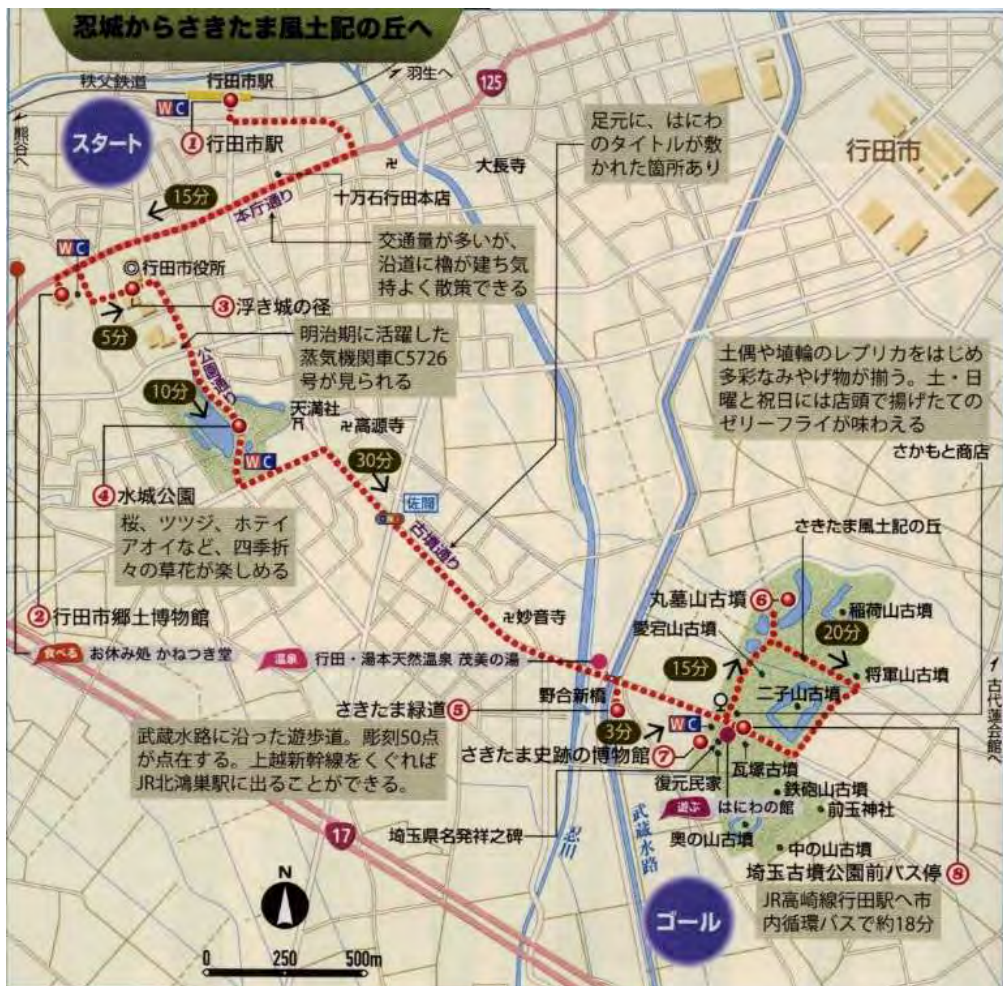 忍城からさきたま風土記の丘へ
秩父鉄道
行田市駅
羽生へ
125
熊谷へ
WC
スタート
①行田市駅
足元に、はにわ
のタイトルが敷
かれた箇所あり
行田市
大長寺
十万石行田本店
15分
本庁通り
交通量が多いが、
沿道に櫓が建ち気
持よく散策できる
WC
行田市役所
③浮き城の径
5分
明治期に活躍した
蒸気機関車C5726
号が見られる
公園通り
10分
天満社
高源寺
土偶や埴輪のレプリカをはじめ
多彩なみやげ物が揃う。土・日
曜と祝日には店頭で揚げたての
ゼリーフライが味わえる
さかもと商店
WC
30分
④水城公園
桜、ツツジ、ホテイ
アオイなど、四季折
々の草花が楽しめる
佐間
古墳通り
さきたま風土記の丘
丸墓山古墳⑥
稲荷山古墳
②行田市郷土博物館
妙音寺
愛宕山古墳
20分
食べる お休み処 かねつき堂
温泉 行田・湯本天然温泉 茂美の湯
15分
将軍山古墳
二子山古墳
古代蓮会館へ
野合新橋
さきたま緑道⑤
3分
WC
さきたま史跡の博物館⑦
武蔵水路に沿った遊歩道。彫刻50点
が点在する。上越新幹線をくぐれば
JR北鴻巣駅に出ることができる。
復元民家
瓦塚古墳
鉄砲山古墳
遊ぶ はにわの館
前玉神社
17
埼玉県名発祥之碑
忍川
武蔵水路
奥の山古墳
中の山古墳
埼玉古墳公園前バス停⑧
JR高崎線行田駅へ市
内循環バスで約18分
ゴール
N
0 250 500m